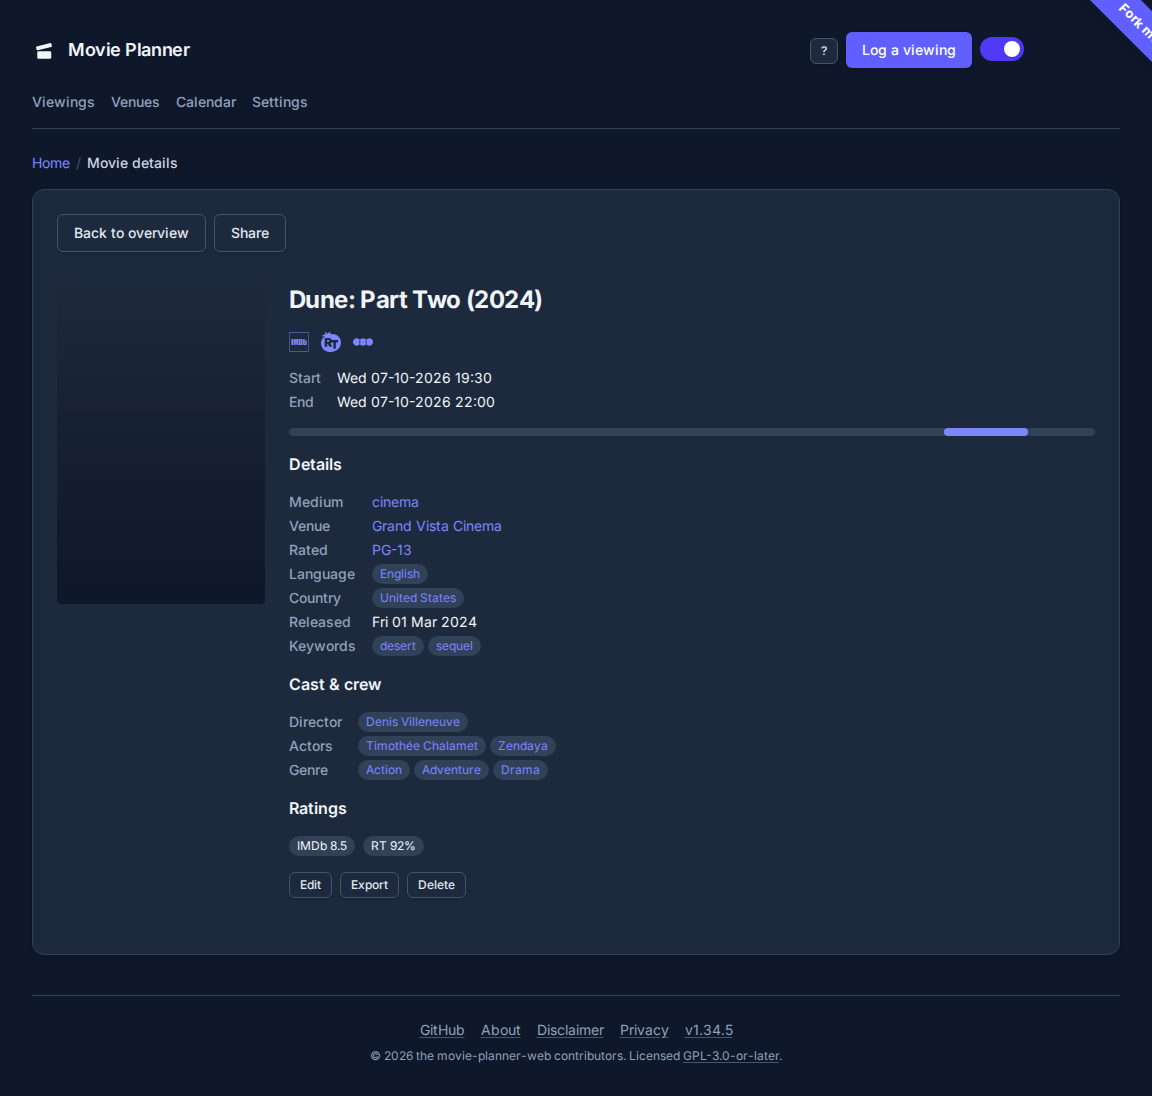 Fork m
Movie Planner
?
Log a viewing
Viewings Venues Calendar Settings
Home / Movie details
Back to overview Share
Dune: Part Two (2024)
IMDb RT
Start Wed 07-10-2026 19:30
End Wed 07-10-2026 22:00
Details
Medium cinema
Venue Grand Vista Cinema
Rated PG-13
Language English
Country United States
Released Fri 01 Mar 2024
Keywords desert sequel
Cast & crew
Director Denis Villeneuve
Actors Timothée Chalamet Zendaya
Genre Action Adventure Drama
Ratings
IMDb 8.5 RT 92%
Edit Export Delete
GitHub About Disclaimer Privacy v1.34.5
© 2026 the movie-planner-web contributors. Licensed GPL-3.0-or-later.